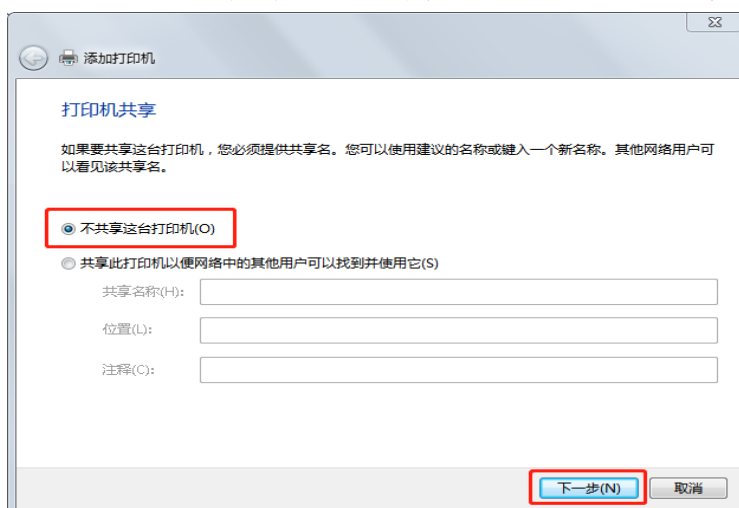 添加打印机
打印机共享
如果要共享这台打印机，您必须提供共享名。您可以使用建议的名称或键入一个新名称。其他网络用户可
以看见该共享名。
不共享这台打印机(O)
共享此打印机以便网络中的其他用户可以找到并使用它(S)
共享名称(H):
位置(L):
注释(C):
下一步(N)
取消